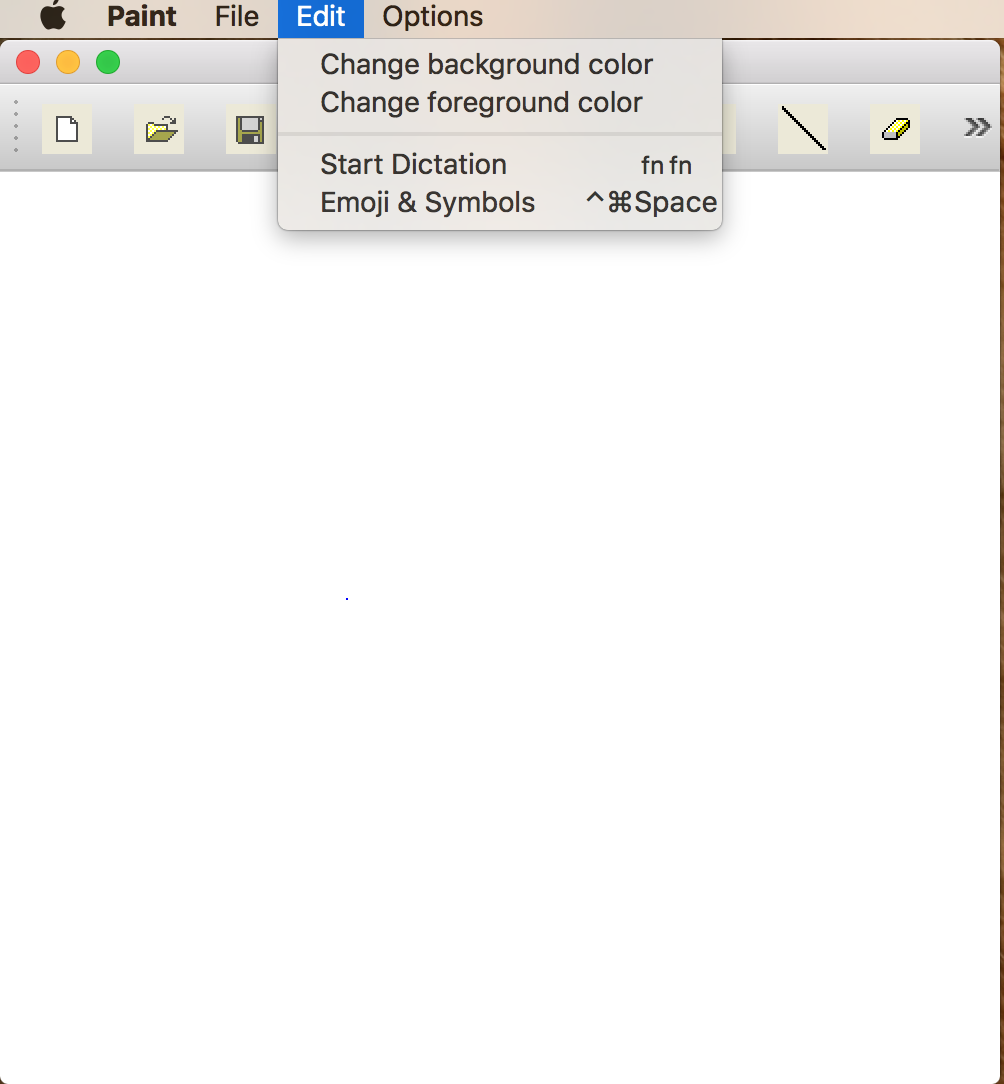 Paint File Edit Options
Change background color
Change foreground color
Start Dictation fn fn
Emoji & Symbols ^⌘Space